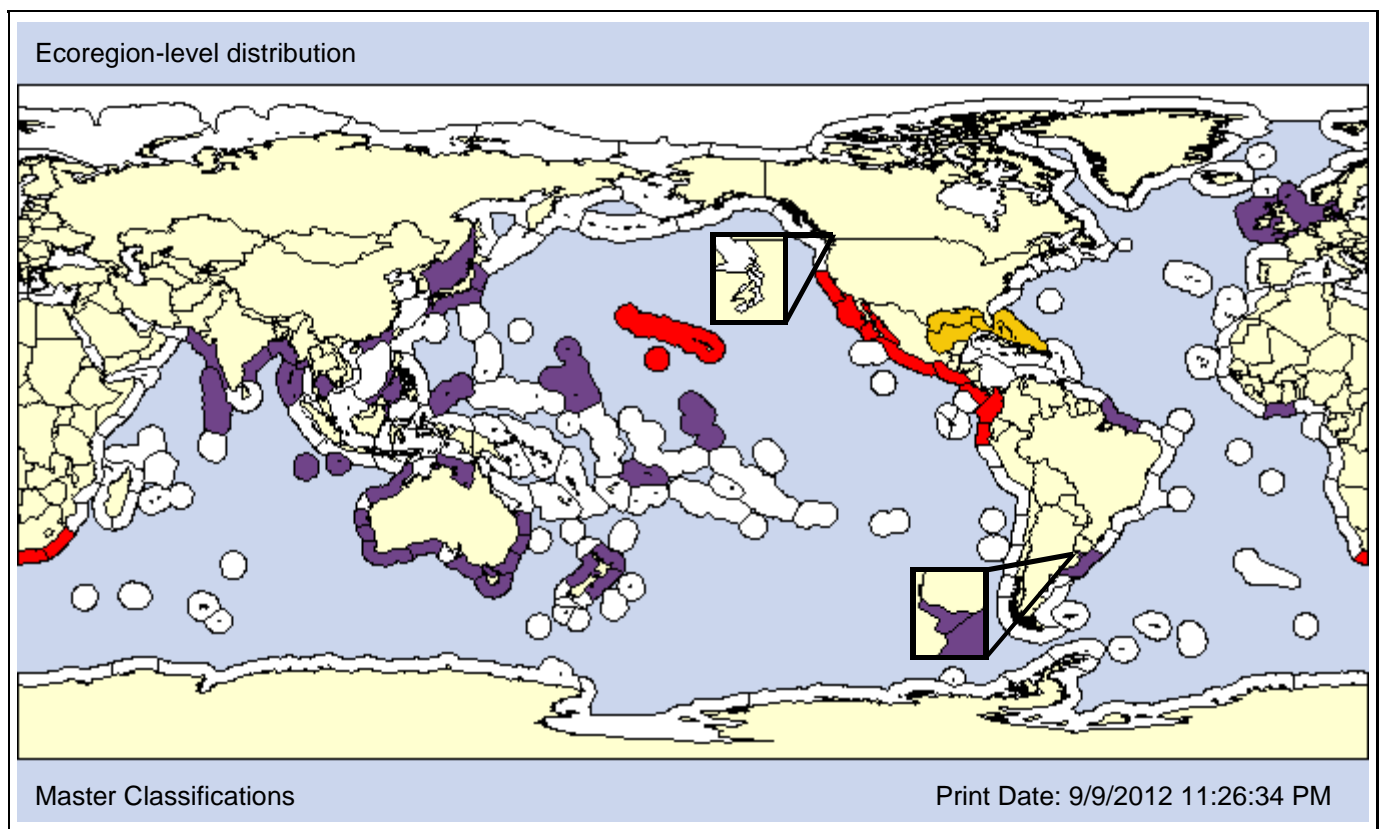 Ecoregion-level distribution
Master Classifications
Print Date: 9/9/2012 11:26:34 PM